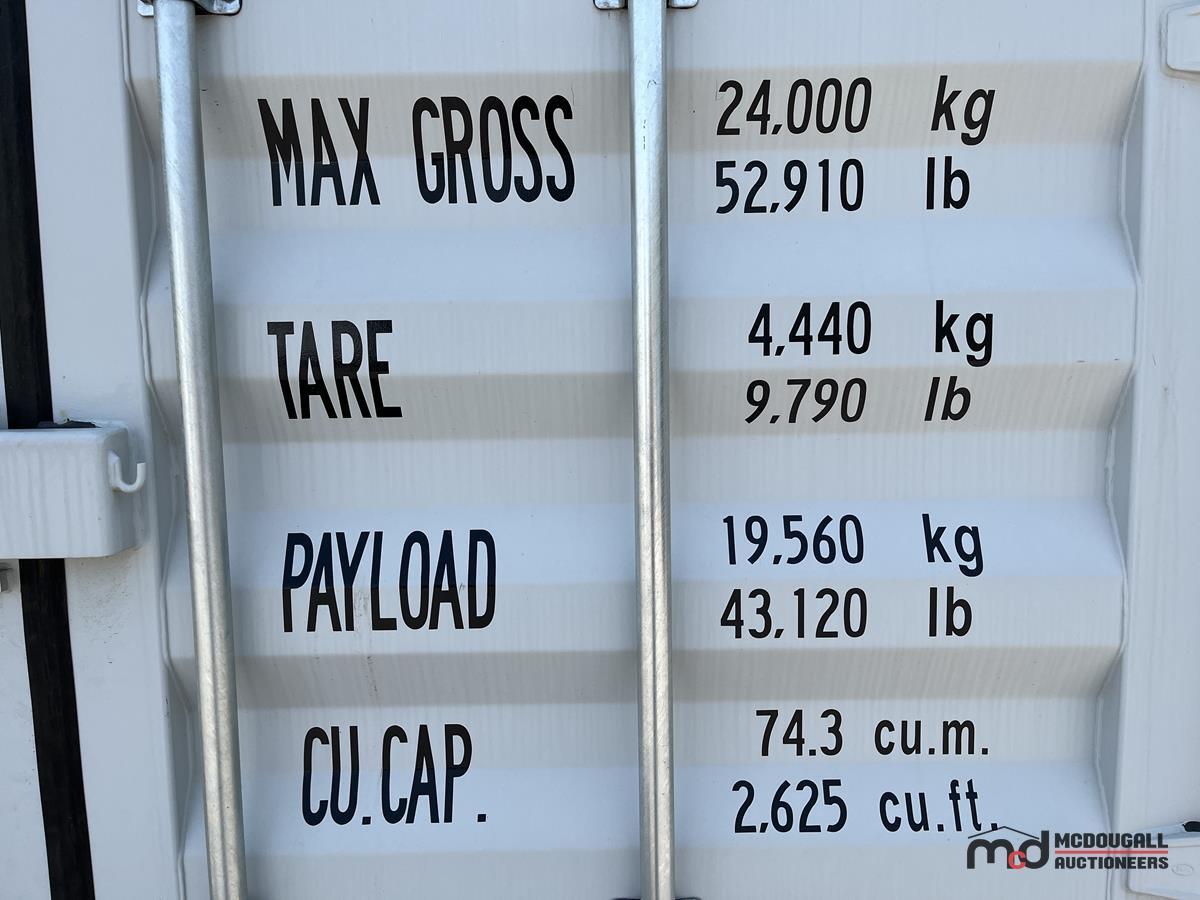 MAX GROSS 24,000 kg
52,910 lb
TARE 4,440 kg
9,790 lb
PAYLOAD 19,560 kg
43,120 lb
CU.CAP. 74.3 cu.m.
2,625 cu.ft.
mcd MCDOUGALL
AUCTIONEERS